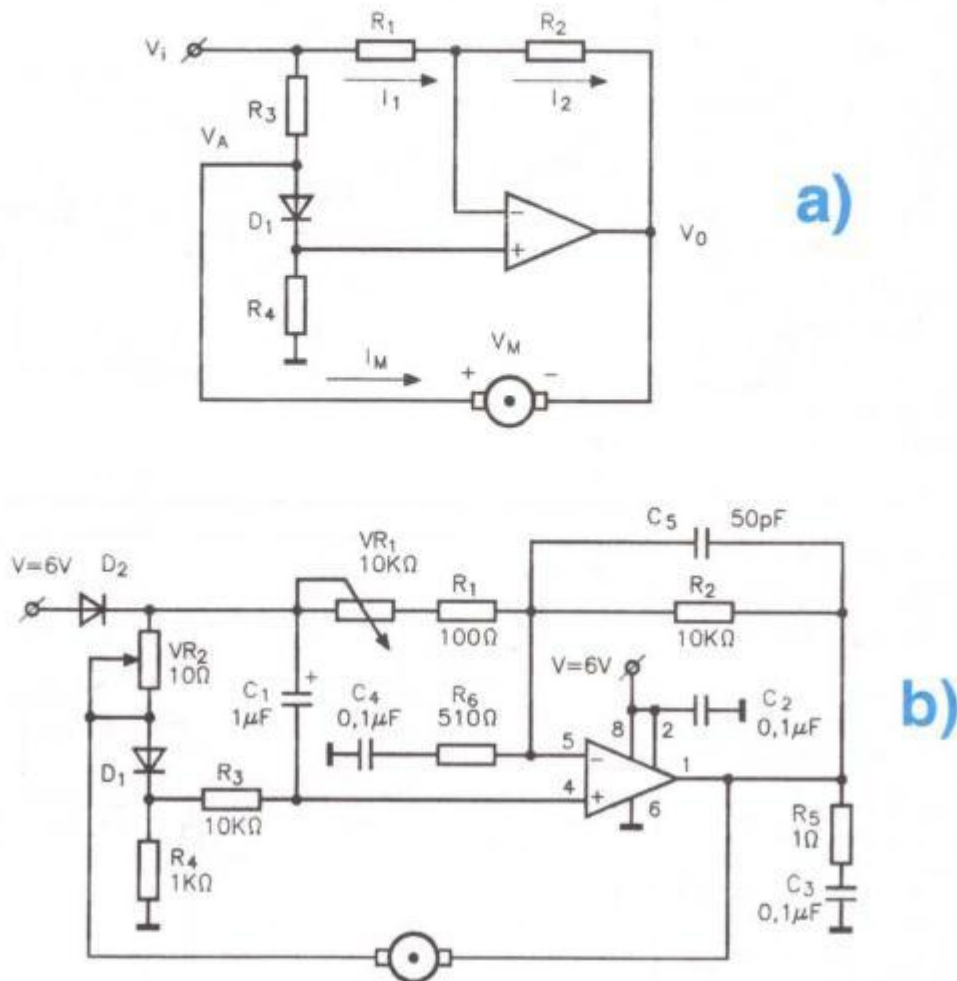 R1
R2
Vi
I1
I2
R3
VA
a)
D1
V0
R4
VM
IM
+
-
-
+
C5 50pF
VR1
10KΩ
V=6V
D2
R1
100Ω
R2
10KΩ
VR2
10Ω
V=6V
C1
1μF
+
C4
0,1μF
R6
510Ω
C2
0,1μF
b)
8
2
5
-
D1
R3
10KΩ
4
+
1
6
R5
1Ω
R4
1KΩ
C3
0,1μF